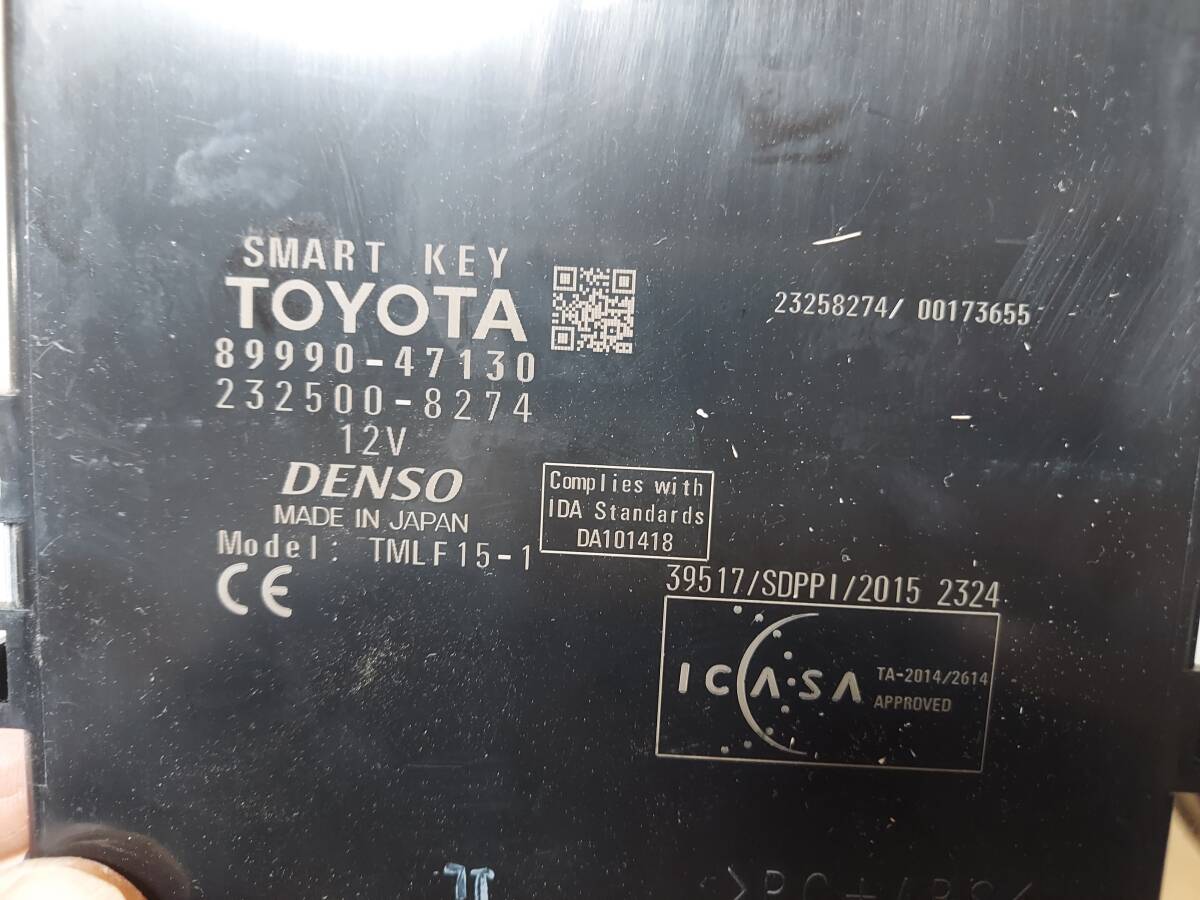 SMART KEY
TOYOTA
89990-47130
232500-8274
12V
DENSO
MADE IN JAPAN
Model: TMLF15-1
CE
23258274/ 00173655
Complies with
IDA Standards
DA101418
39517/SDPPI/2015 2324
ICASA
TA-2014/2614
APPROVED